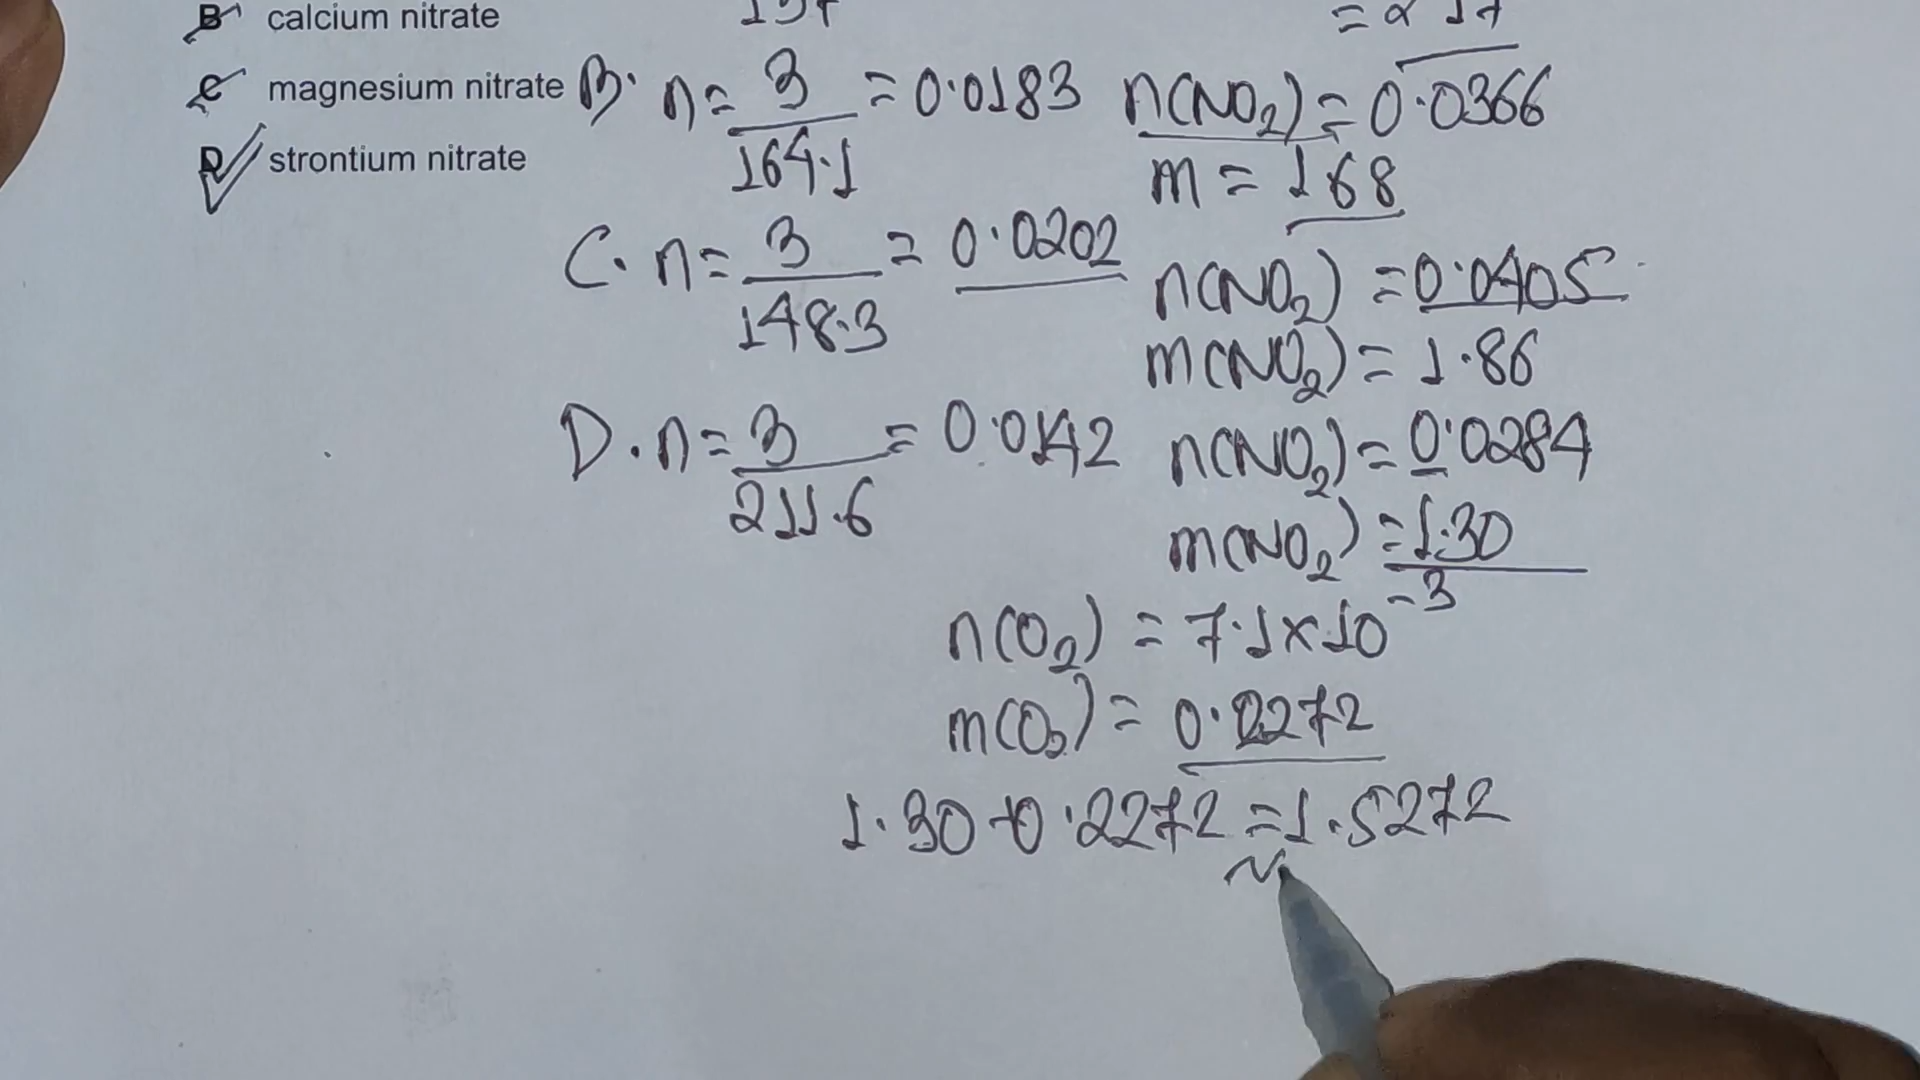 B calcium nitrate
C magnesium nitrate
D strontium nitrate
B. n = 3 / 164.1 = 0.0183
n(NO₂) = 0.0366
m = 1.68
C. n = 3 / 148.3 = 0.0202
n(NO₂) = 0.0405
m(NO₂) = 1.86
D. n = 3 / 211.6 = 0.0142
n(NO₂) = 0.0284
m(NO₂) = 1.30
n(O₂) = 7.1 × 10⁻³
m(O₂) = 0.2272
1.30 + 0.2272 = 1.5272